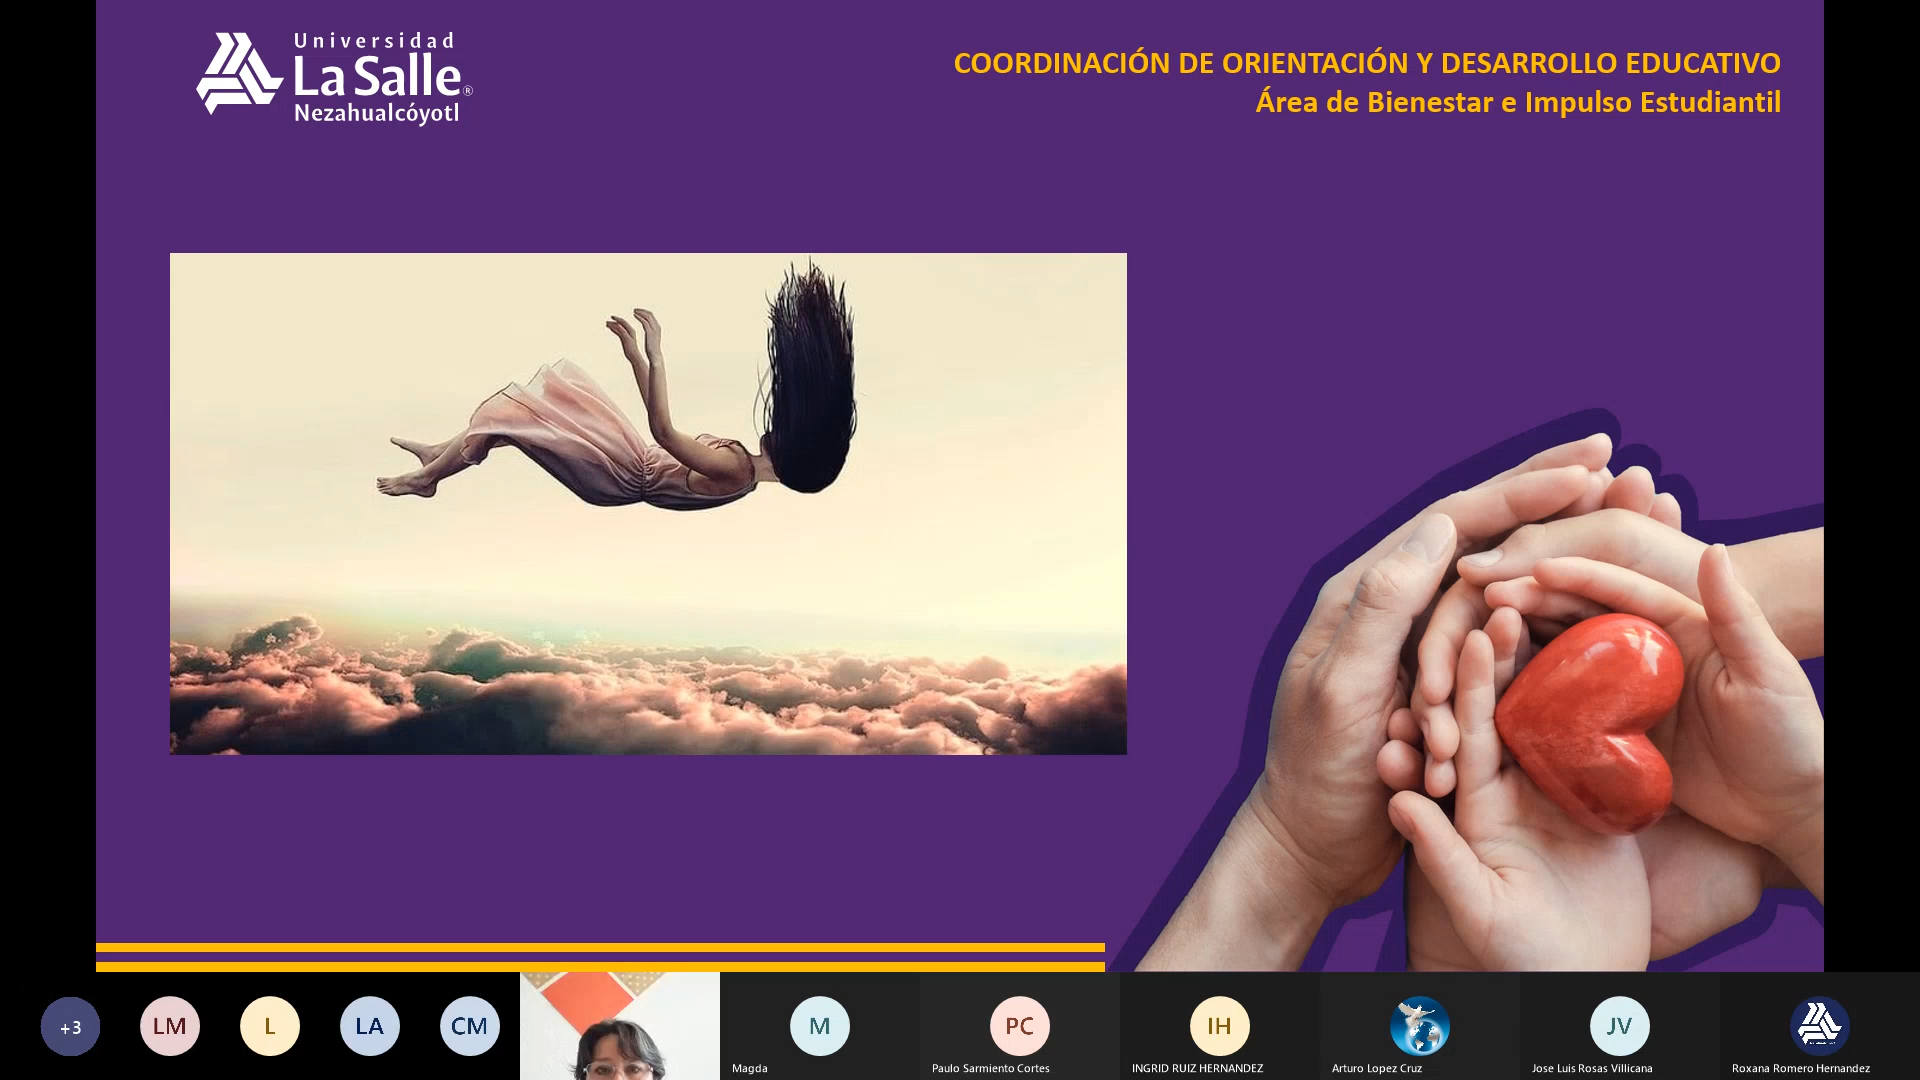 Universidad
La Salle®
Nezahualcóyotl
COORDINACIÓN DE ORIENTACIÓN Y DESARROLLO EDUCATIVO
Área de Bienestar e Impulso Estudiantil
+3
LM
L
LA
CM
M
Magda
PC
Paulo Sarmiento Cortes
IH
INGRID RUIZ HERNANDEZ
Arturo Lopez Cruz
JV
Jose Luis Rosas Villicana
Roxana Romero Hernandez